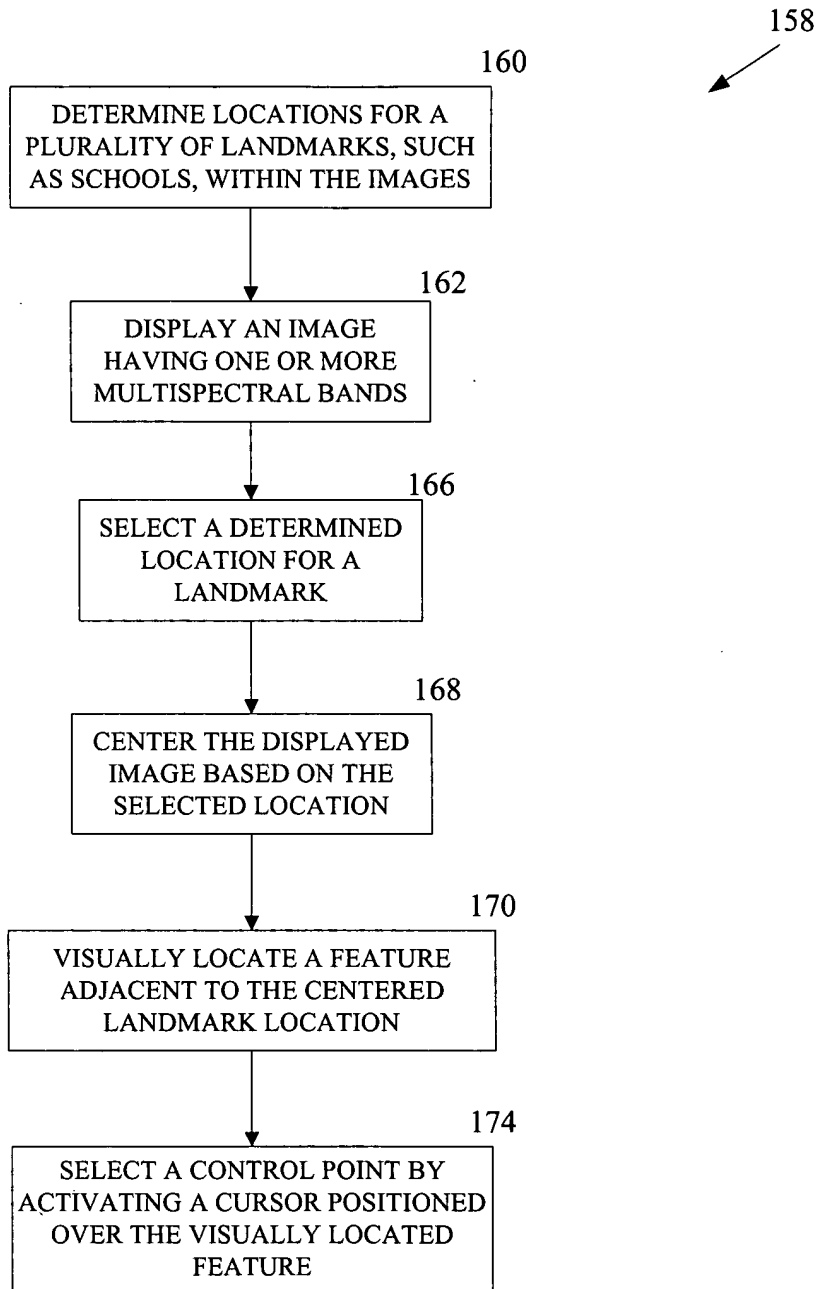 158
160
DETERMINE LOCATIONS FOR A
PLURALITY OF LANDMARKS, SUCH
AS SCHOOLS, WITHIN THE IMAGES
162
DISPLAY AN IMAGE
HAVING ONE OR MORE
MULTISPECTRAL BANDS
166
SELECT A DETERMINED
LOCATION FOR A
LANDMARK
168
CENTER THE DISPLAYED
IMAGE BASED ON THE
SELECTED LOCATION
170
VISUALLY LOCATE A FEATURE
ADJACENT TO THE CENTERED
LANDMARK LOCATION
174
SELECT A CONTROL POINT BY
ACTIVATING A CURSOR POSITIONED
OVER THE VISUALLY LOCATED
FEATURE